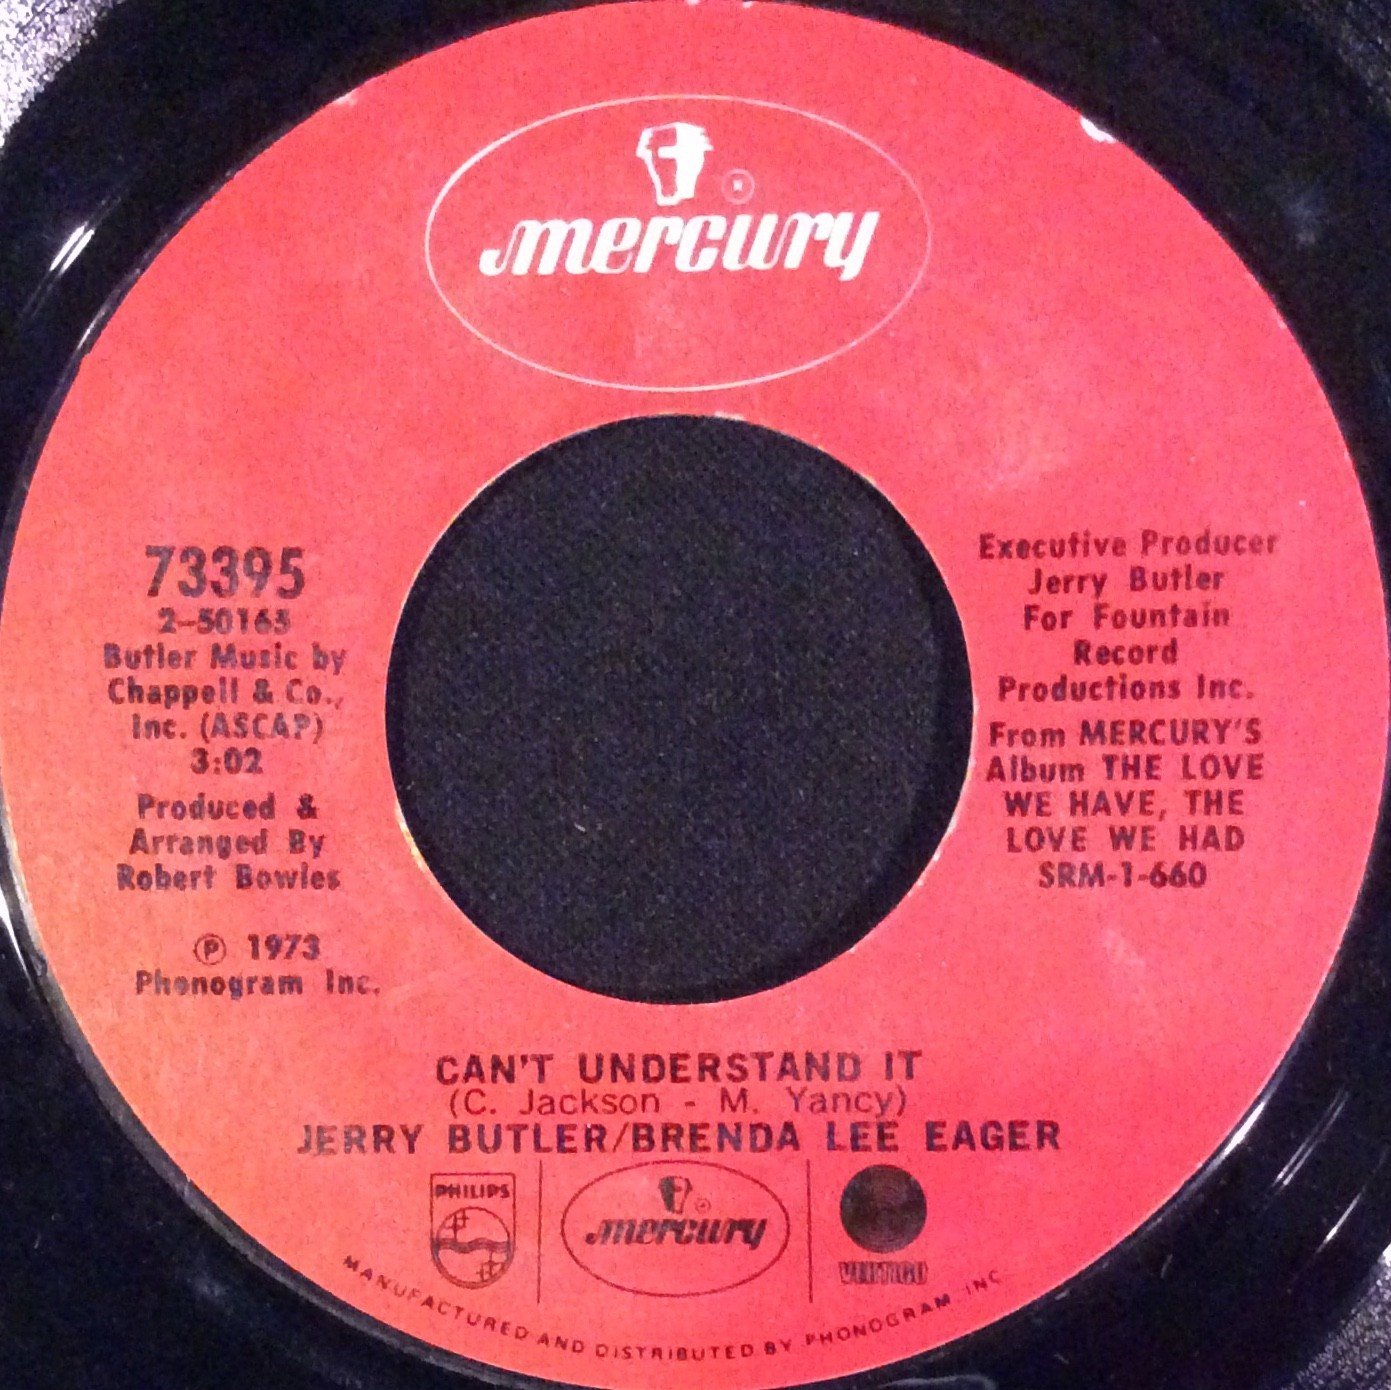 mercury
73395
2-50165
Butler Music by
Chappell & Co.,
Inc. (ASCAP)
3:02
Produced &
Arranged By
Robert Bowles
Ⓟ 1973
Phonogram Inc.
Executive Producer
Jerry Butler
For Fountain
Record
Productions Inc.
From MERCURY'S
Album THE LOVE
WE HAVE, THE
LOVE WE HAD
SRM-1-660
CAN'T UNDERSTAND IT
(C. Jackson - M. Yancy)
JERRY BUTLER/BRENDA LEE EAGER
PHILIPS
mercury
VERTIGO
MANUFACTURED AND DISTRIBUTED BY PHONOGRAM, INC.